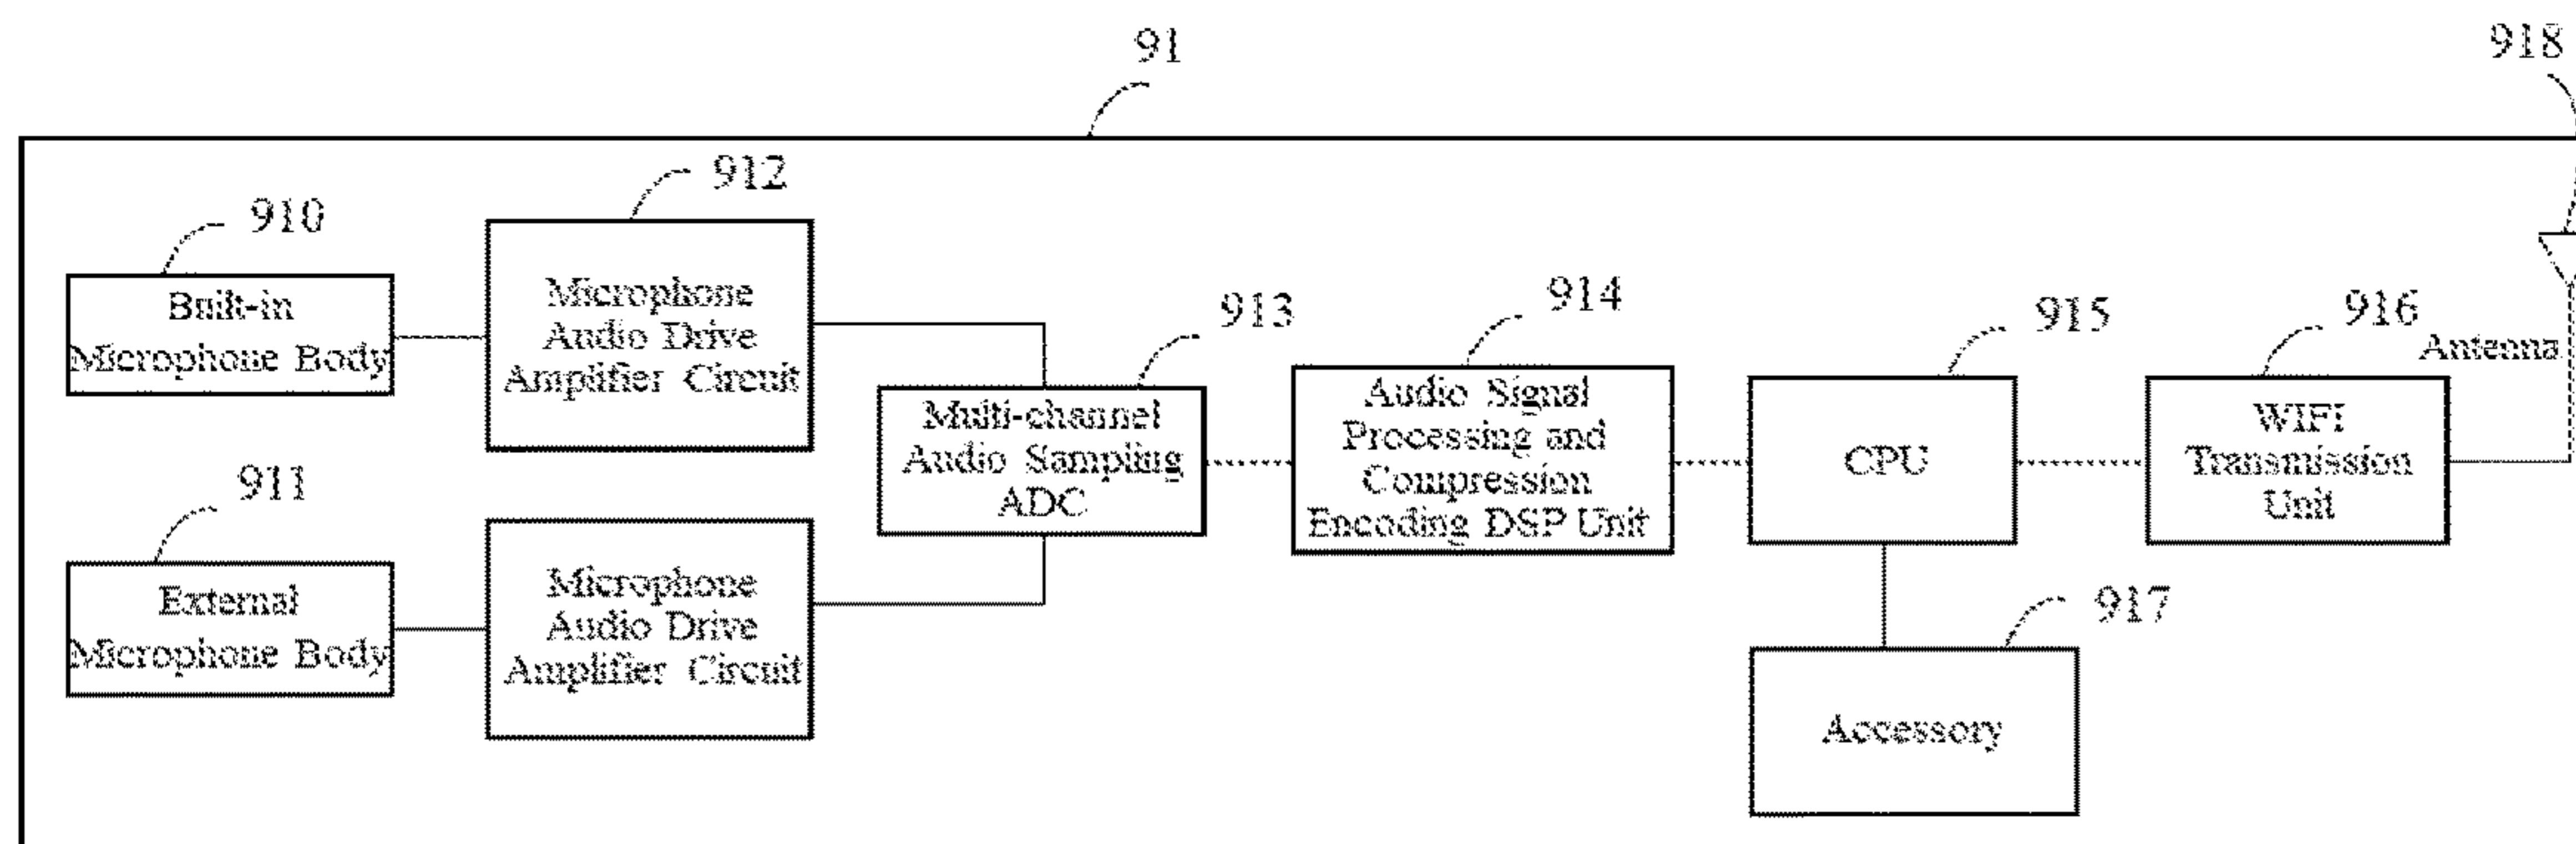 91
918
912
910
Built-in
Microphone Body
Microphone
Audio Drive
Amplifier Circuit
913
Multi-channel
Audio Sampling
ADC
914
Audio Signal
Processing and
Compression
Encoding DSP Unit
915
CPU
916
Antenna
WIFI
Transmission
Unit
911
External
Microphone Body
Microphone
Audio Drive
Amplifier Circuit
917
Accessory